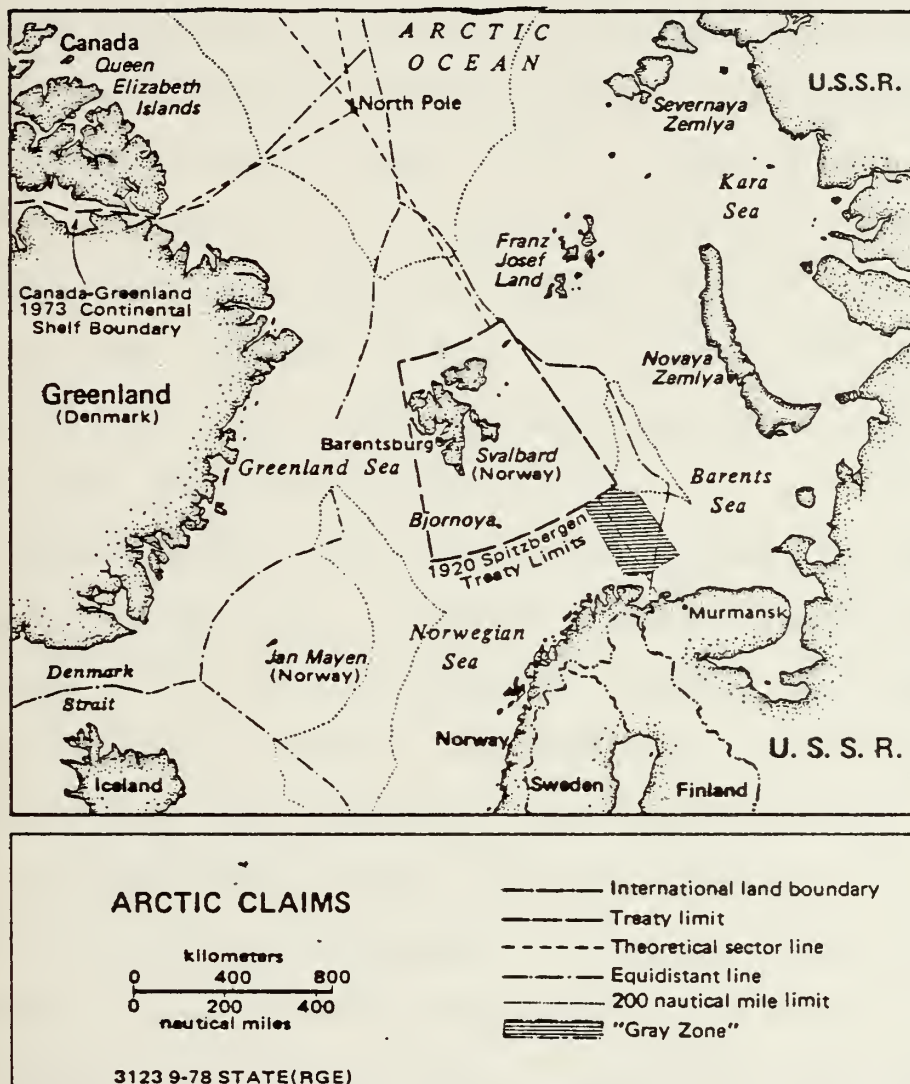 ARCTIC
OCEAN
Canada
Queen
Elizabeth
Islands
North Pole
U.S.S.R.
Severnaya
Zemlya
Kara
Sea
Franz
Josef
Land
Canada-Greenland
1973 Continental
Shelf Boundary
Novaya
Zemlya
Greenland
(Denmark)
Barentsburg
Svalbard
(Norway)
Greenland Sea
Barents
Sea
Bjornoya
1920 Spitzbergen
Treaty Limits
Murmansk
Norwegian
Sea
Jan Mayen
(Norway)
Denmark
Strait
Norway
U. S. S. R.
Iceland
Sweden
Finland
ARCTIC CLAIMS
kilometers
0 400 800
0 200 400
nautical miles
International land boundary
Treaty limit
Theoretical sector line
Equidistant line
200 nautical mile limit
"Gray Zone"
3123 9-78 STATE(RGE)